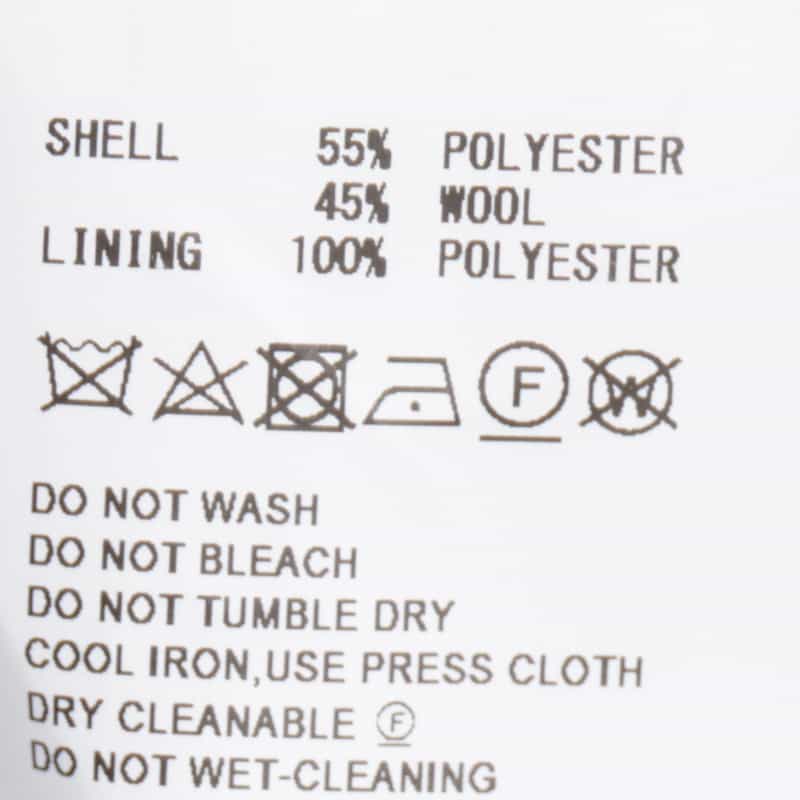 SHELL 55% POLYESTER
45% WOOL
LINING 100% POLYESTER
F W
DO NOT WASH
DO NOT BLEACH
DO NOT TUMBLE DRY
COOL IRON,USE PRESS CLOTH
DRY CLEANABLE F
DO NOT WET-CLEANING